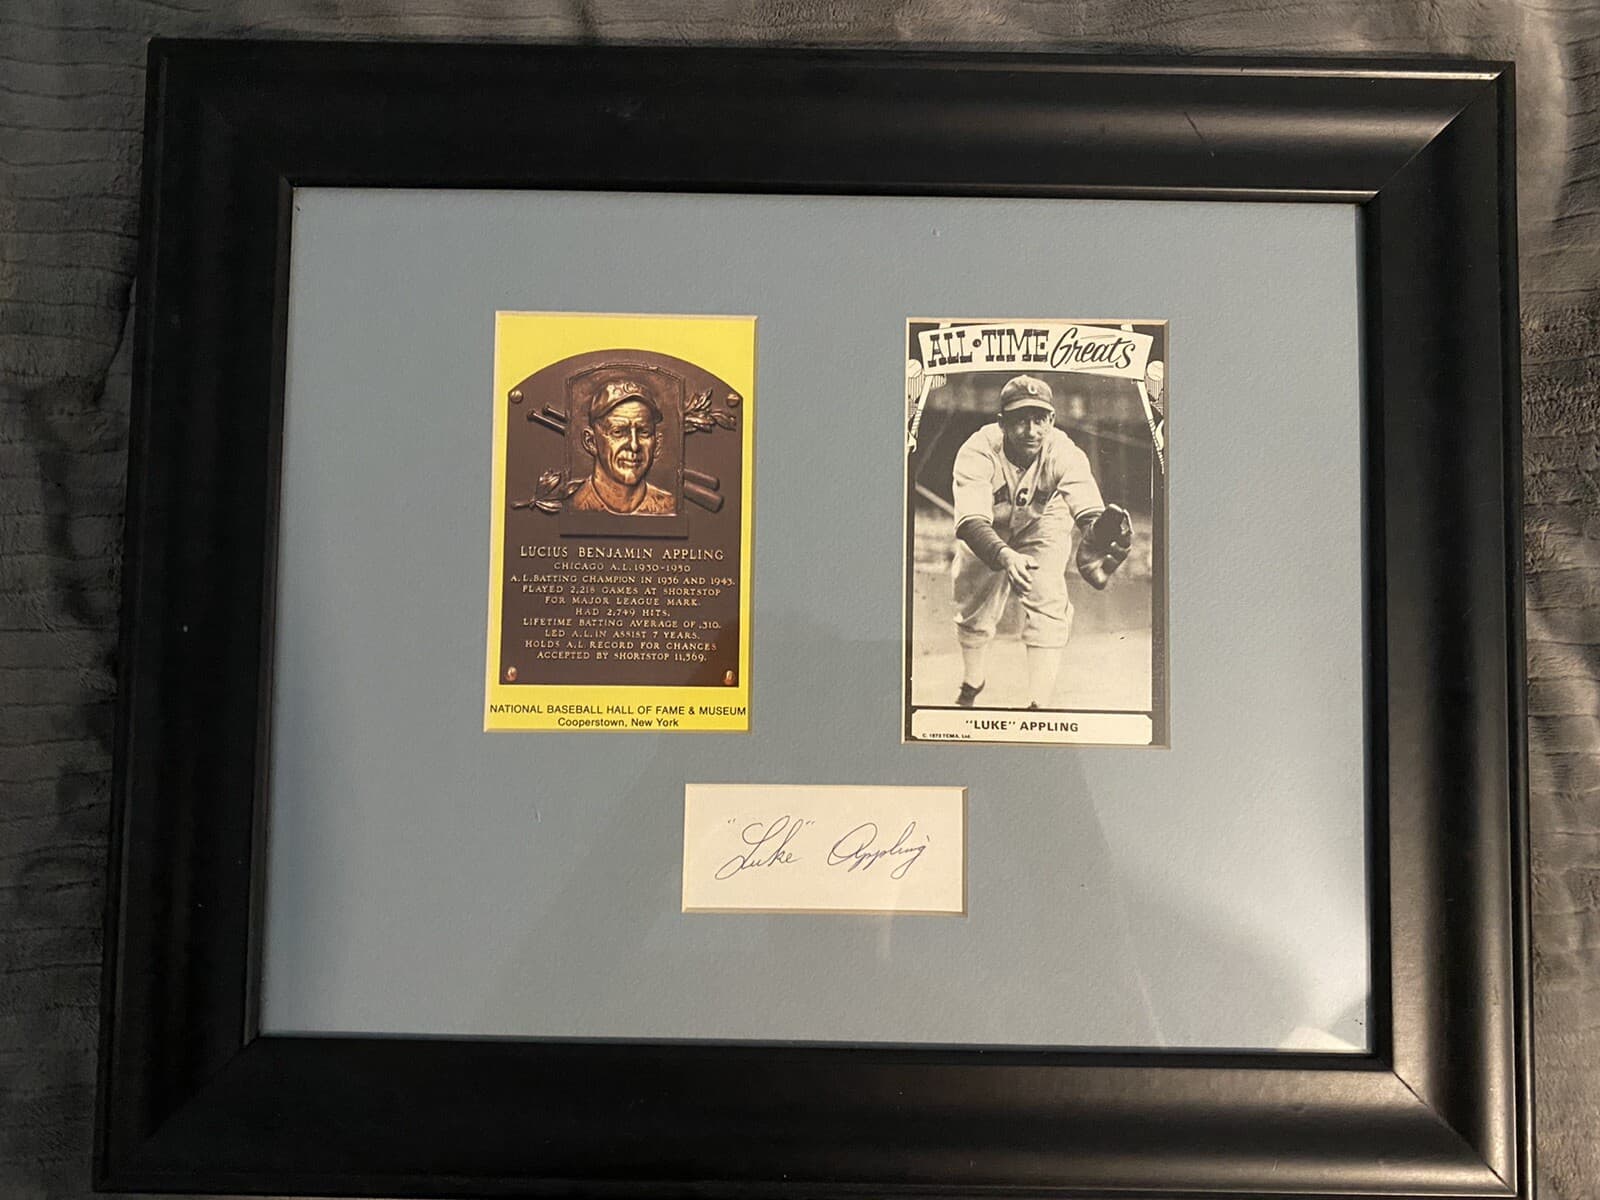 LUCIUS BENJAMIN APPLING
CHICAGO A.L. 1930-1950
A.L. BATTING CHAMPION IN 1936 AND 1943.
PLAYED 2,218 GAMES AT SHORTSTOP
FOR MAJOR LEAGUE MARK.
HAD 2,749 HITS.
LIFETIME BATTING AVERAGE OF .310.
LED A.L. IN ASSIST 7 YEARS.
HOLDS A.L. RECORD FOR CHANCES
ACCEPTED BY SHORTSTOP 11,569.
NATIONAL BASEBALL HALL OF FAME & MUSEUM
Cooperstown, New York
ALL-TIME Greats
C
"LUKE" APPLING
C. 1973 TCMA, Ltd.
"Luke" Appling